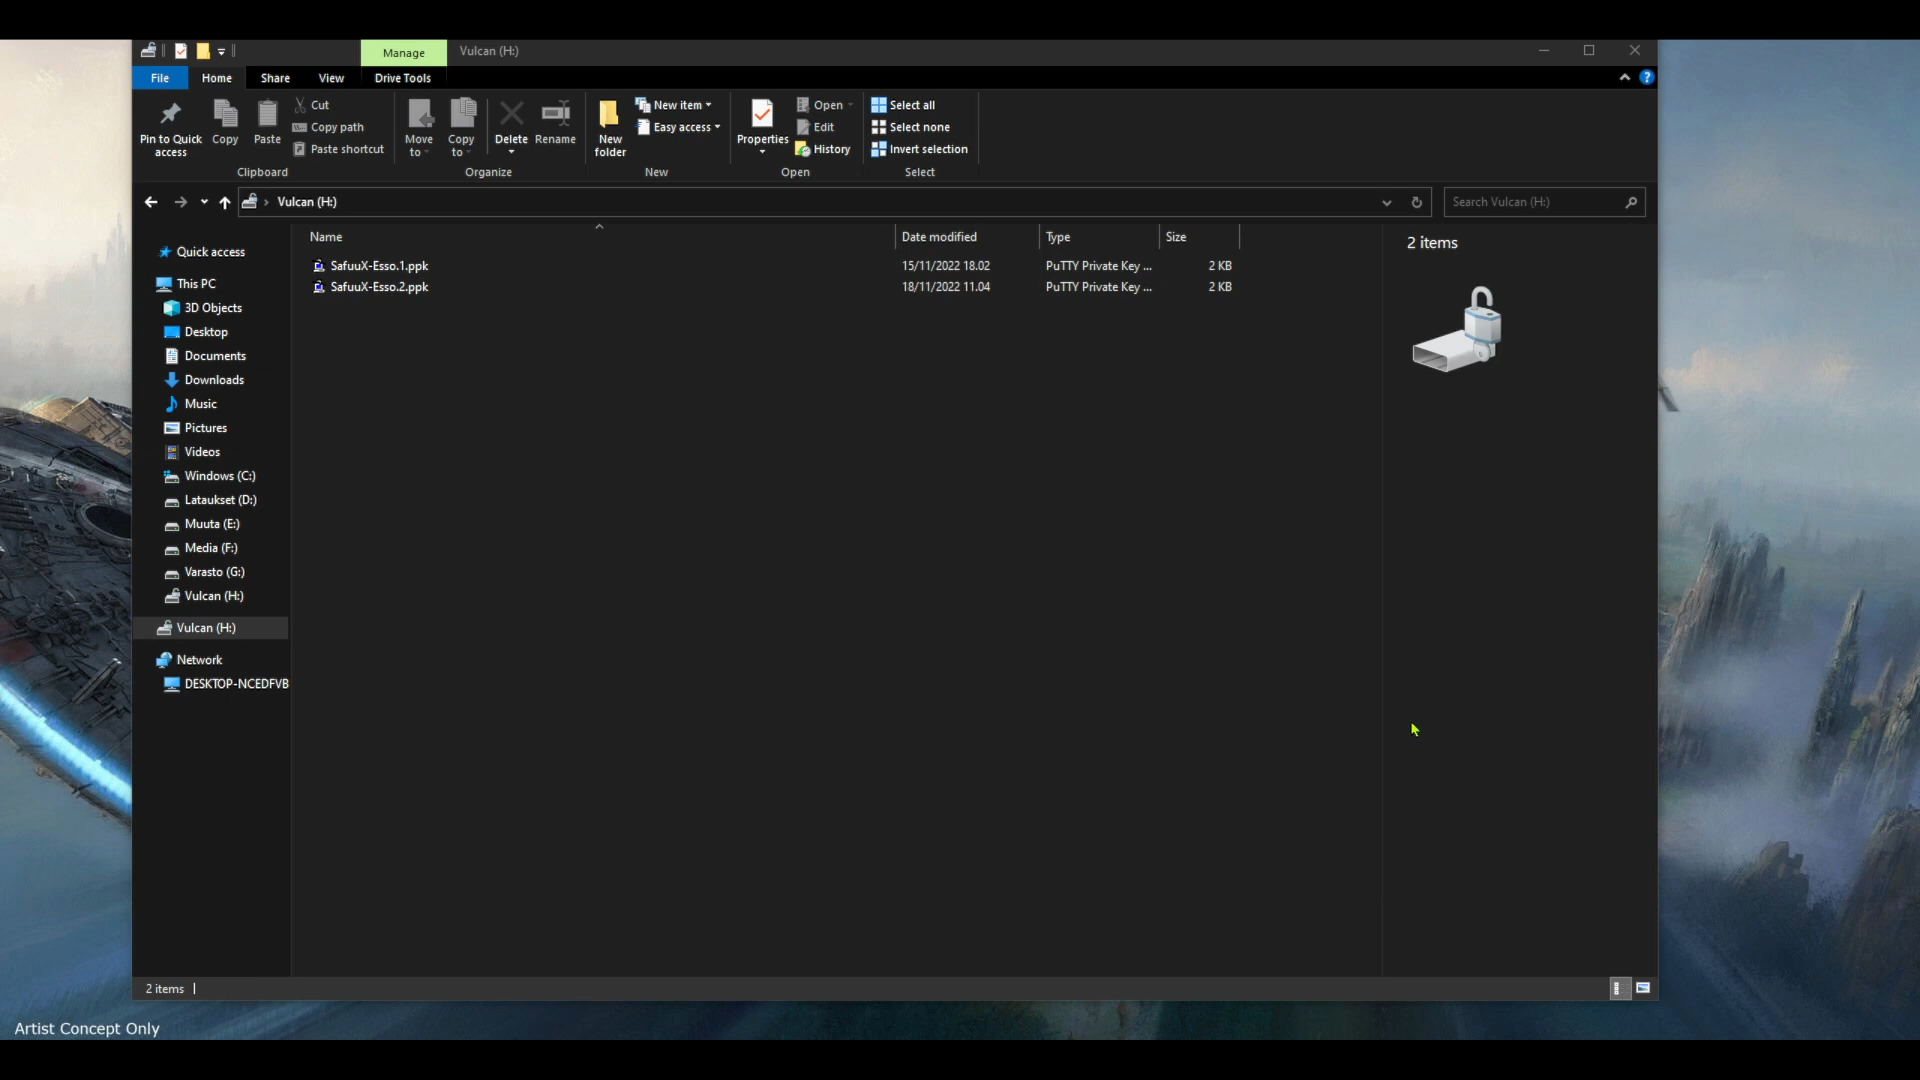 Manage
Vulcan (H:)
File
Home
Share
View
Drive Tools
Pin to Quick
access
Copy
Paste
Cut
Copy path
Paste shortcut
Clipboard
Move
to
Copy
to
Delete
Rename
Organize
New
folder
New item
Easy access
New
Properties
Open
Edit
History
Open
Select all
Select none
Invert selection
Select
Vulcan (H:)
Search Vulcan (H:)
Quick access
This PC
3D Objects
Desktop
Documents
Downloads
Music
Pictures
Videos
Windows (C:)
Lataukset (D:)
Muuta (E:)
Media (F:)
Varasto (G:)
Vulcan (H:)
Vulcan (H:)
Network
DESKTOP-NCEDFVB
Name Date modified Type Size
SafuuX-Esso.1.ppk 15/11/2022 18.02 PuTTY Private Key ... 2 KB
SafuuX-Esso.2.ppk 18/11/2022 11.04 PuTTY Private Key ... 2 KB
2 items
2 items
Artist Concept Only